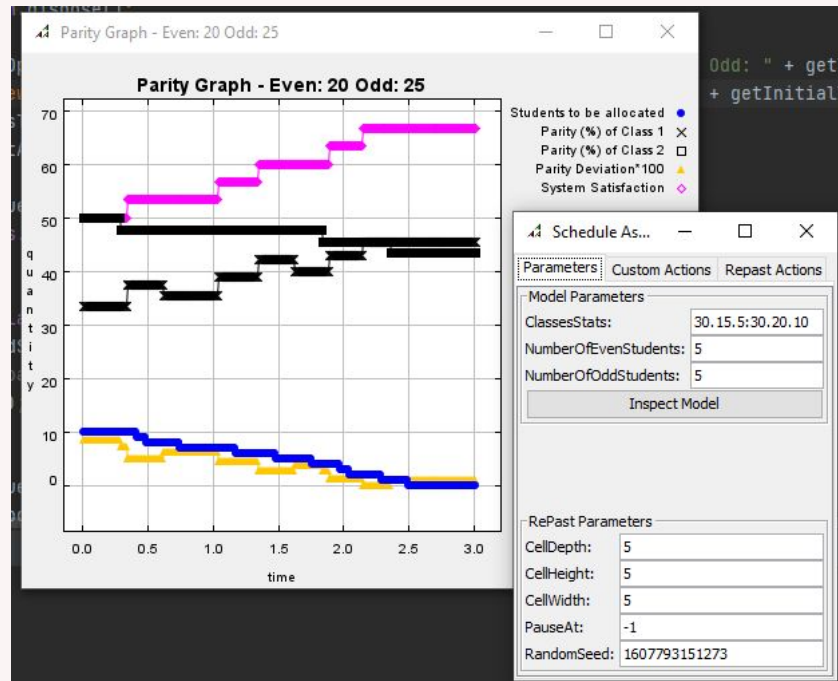 Parity Graph - Even: 20 Odd: 25
Odd: " + get
+ getInitial
Parity Graph - Even: 20 Odd: 25
Students to be allocated
Parity (%) of Class 1
Parity (%) of Class 2
Parity Deviation*100
System Satisfaction
70
60
50
40
30
20
10
0
quantity
0.0 0.5 1.0 1.5 2.0 2.5 3.0
time
Schedule As...
Parameters Custom Actions Repast Actions
Model Parameters
ClassesStats: 30.15.5:30.20.10
NumberOfEvenStudents: 5
NumberOfOddStudents: 5
Inspect Model
RePast Parameters
CellDepth: 5
CellHeight: 5
CellWidth: 5
PauseAt: -1
RandomSeed: 1607793151273